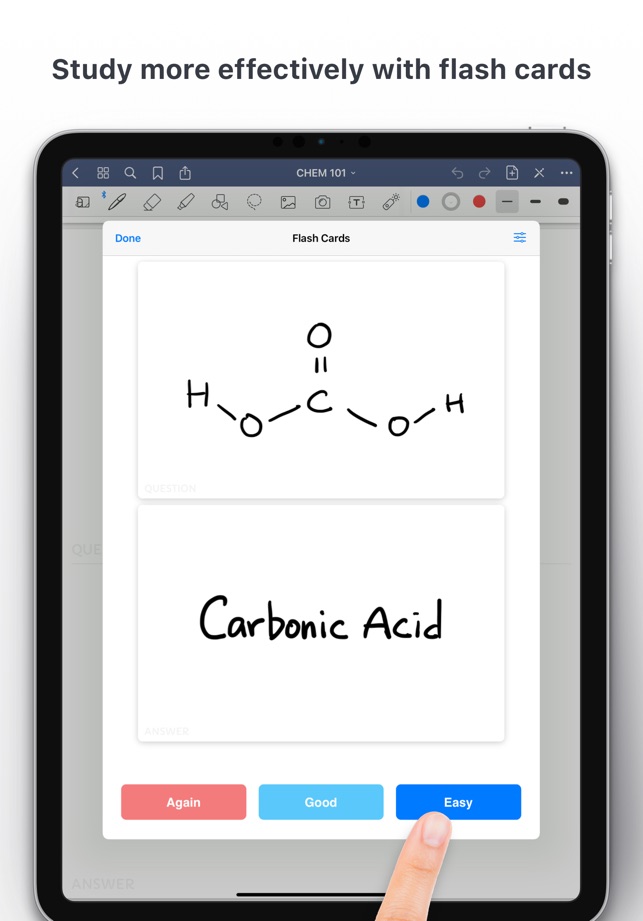 Study more effectively with flash cards
CHEM 101
T
Done
Flash Cards
O
H
C
H
O
O
QUESTION
QUE
Carbonic Acid
ANSWER
Again
Good
Easy
ANSWER